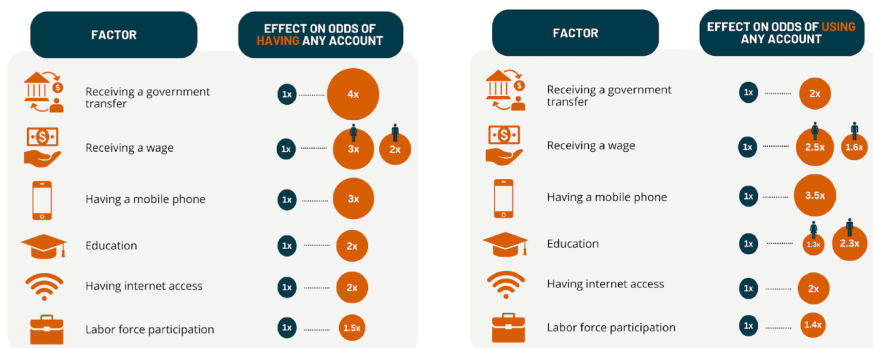 FACTOR
EFFECT ON ODDS OF
HAVING ANY ACCOUNT
$
Receiving a government
transfer
1x
4x
$
Receiving a wage
1x
3x
2x
Having a mobile phone
1x
3x
Education
1x
2x
Having internet access
1x
2x
Labor force participation
1x
1.5x
FACTOR
EFFECT ON ODDS OF USING
ANY ACCOUNT
$
Receiving a government
transfer
1x
2x
$
Receiving a wage
1x
2.5x
1.6x
Having a mobile phone
1x
3.5x
Education
1x
1.3x
2.3x
Having internet access
1x
2x
Labor force participation
1x
1.4x